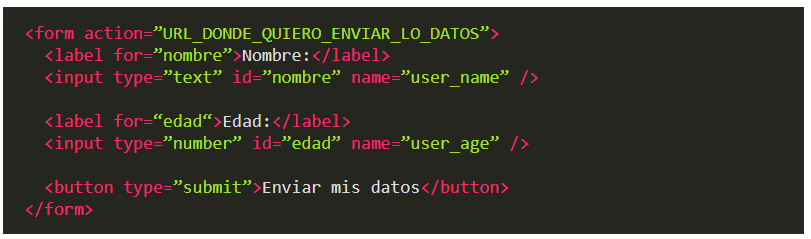 <form action=”URL_DONDE_QUIERO_ENVIAR_LO_DATOS”>
<label for=”nombre”>Nombre:</label>
<input type=”text” id=”nombre” name=”user_name” />
<label for=“edad“>Edad:</label>
<input type=”number” id=”edad” name=”user_age” />
<button type=”submit”>Enviar mis datos</button>
</form>